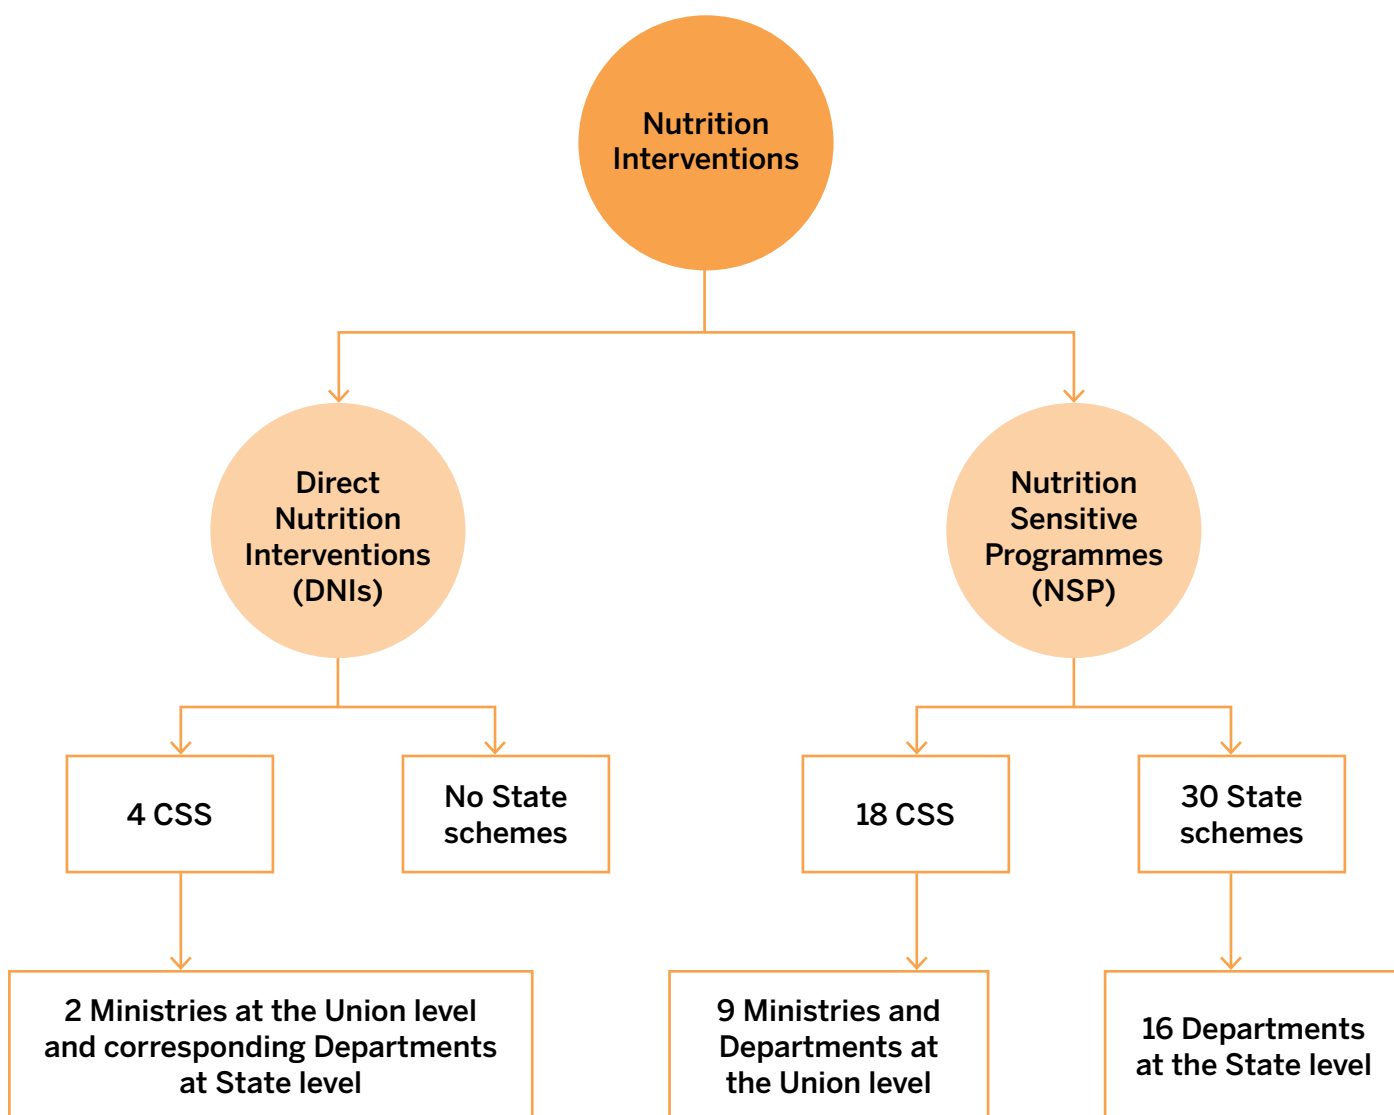 Nutrition
Interventions
Direct
Nutrition
Interventions
(DNIs)
Nutrition
Sensitive
Programmes
(NSP)
4 CSS
No State
schemes
18 CSS
30 State
schemes
2 Ministries at the Union level
and corresponding Departments
at State level
9 Ministries and
Departments at
the Union level
16 Departments
at the State level